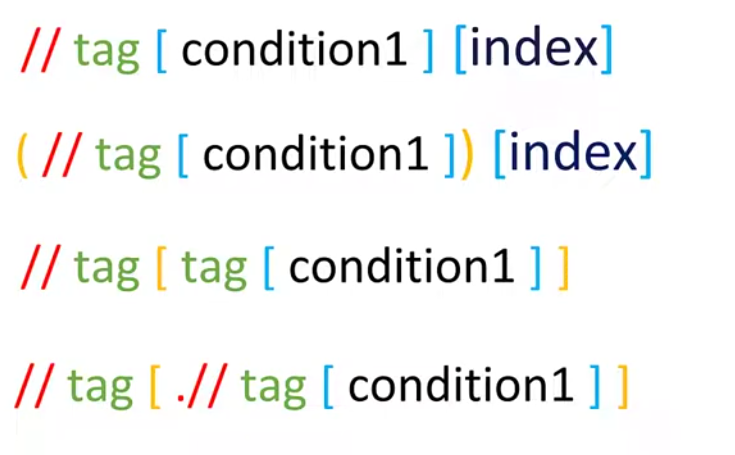 // tag [ condition1 ] [index]
( // tag [ condition1 ]) [index]
// tag [ tag [ condition1 ] ]
// tag [ .// tag [ condition1 ] ]